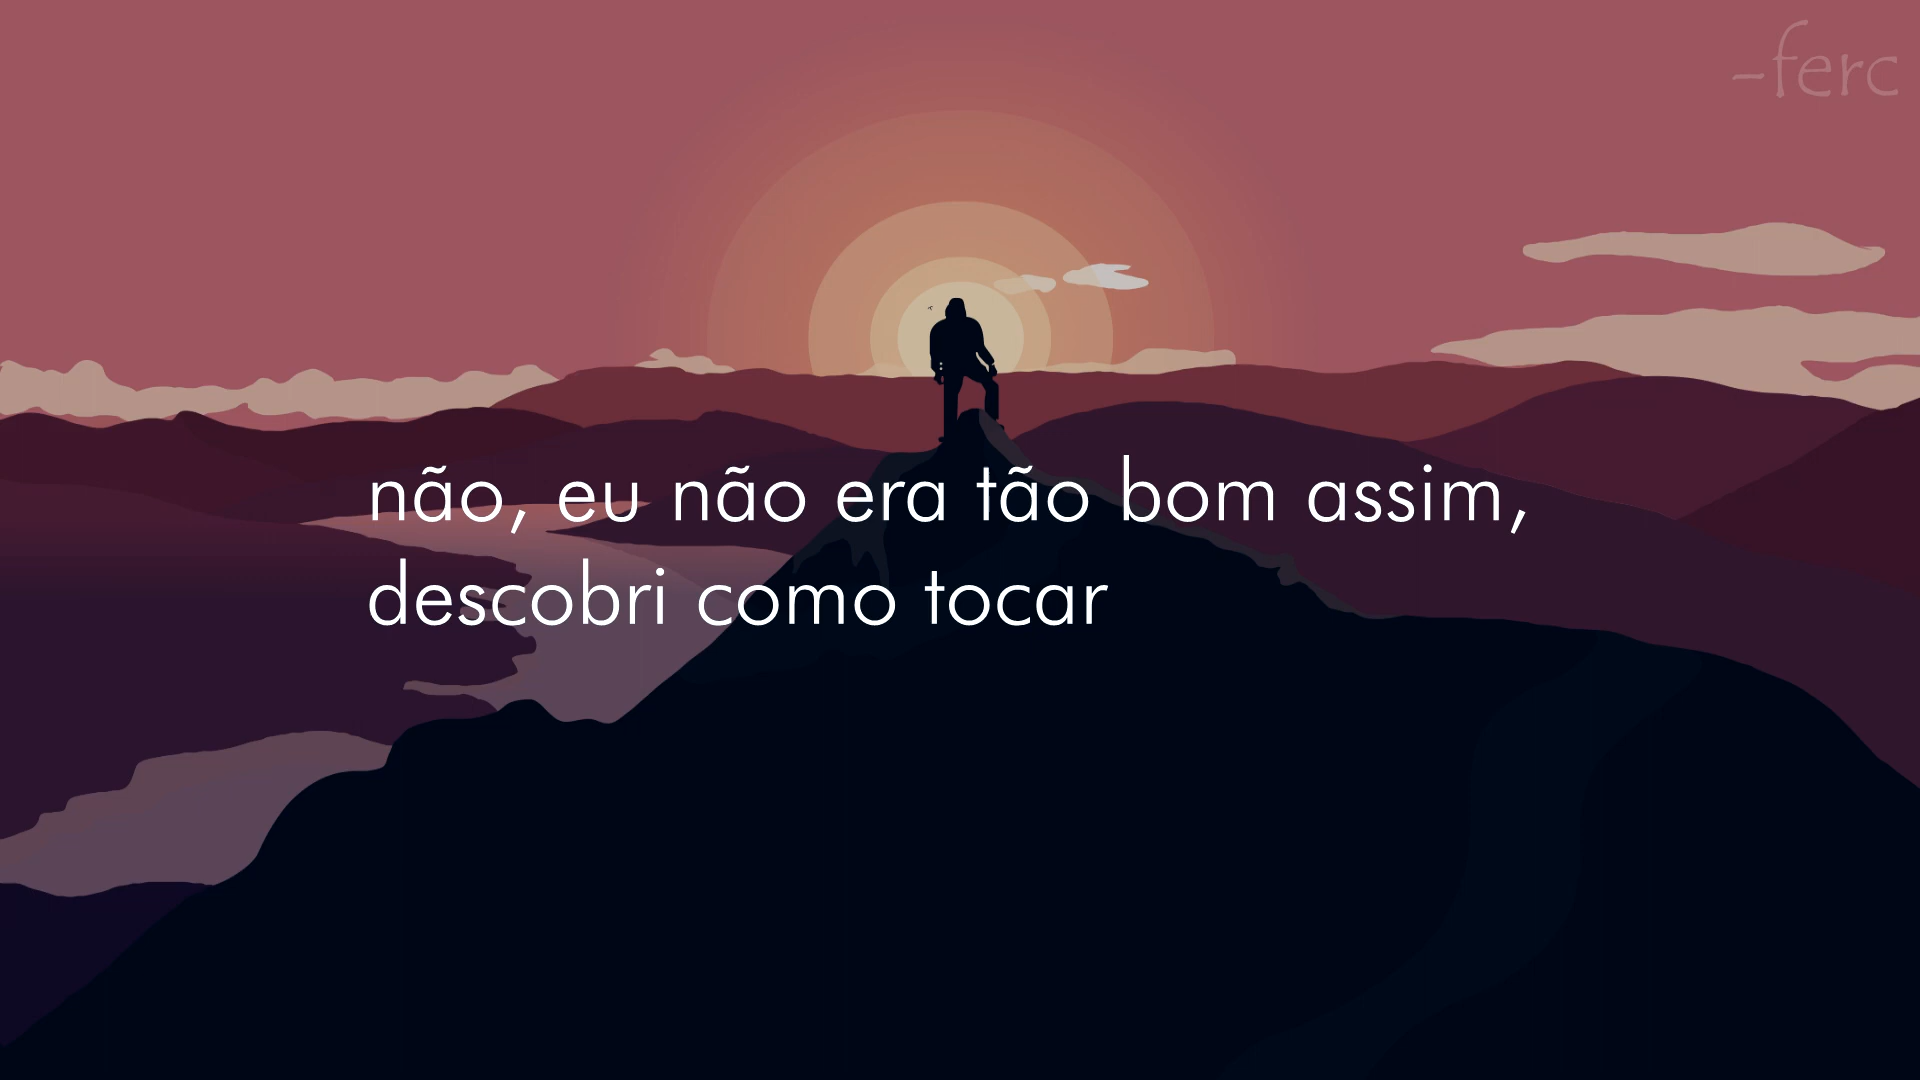 -ferc
não, eu não era tão bom assim,
descobri como tocar